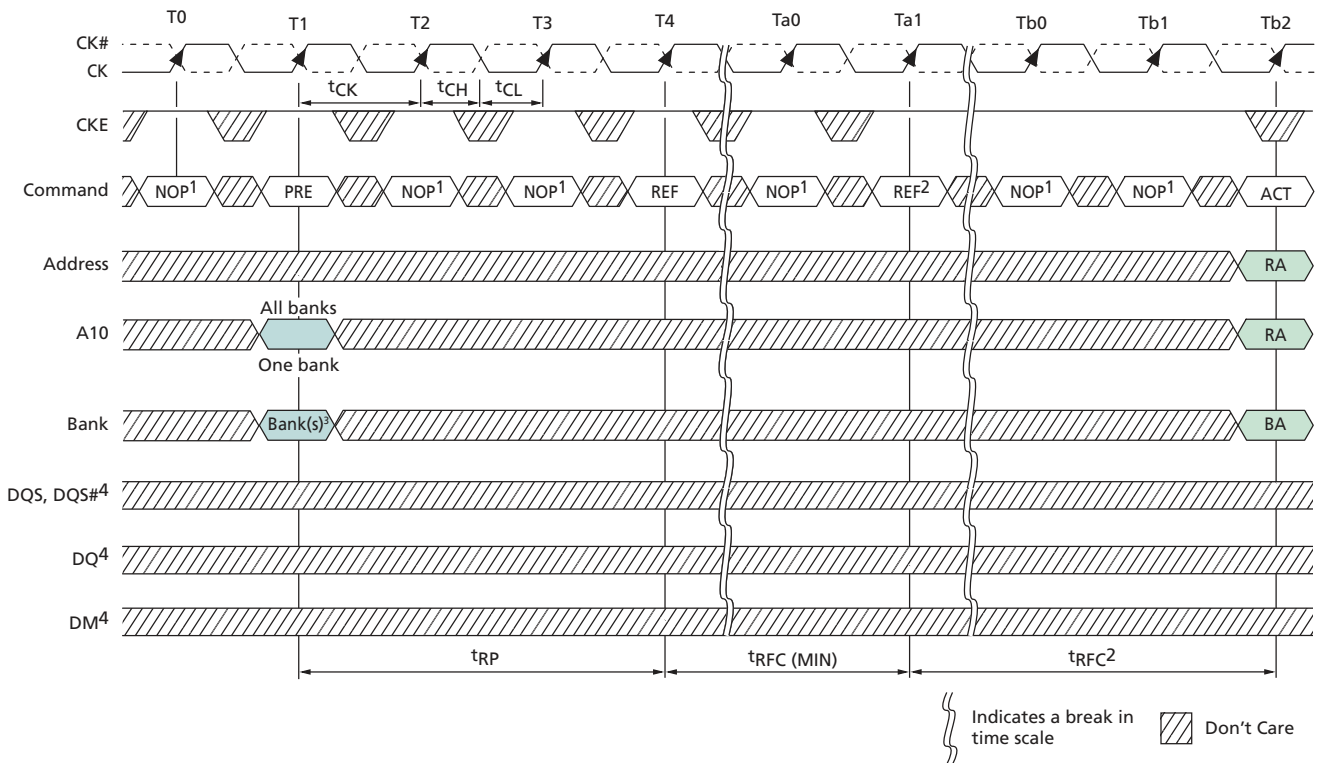 T0 T1 T2 T3 T4 Ta0 Ta1 Tb0 Tb1 Tb2
CK#
CK
tCK tCH tCL
CKE
Command NOP1 PRE NOP1 NOP1 REF NOP1 REF2 NOP1 NOP1 ACT
Address RA
All banks
A10 RA
One bank
Bank Bank(s)3 BA
DQS, DQS#4
DQ4
DM4
tRP tRFC (MIN) tRFC2
Indicates a break in
time scale
Don't Care